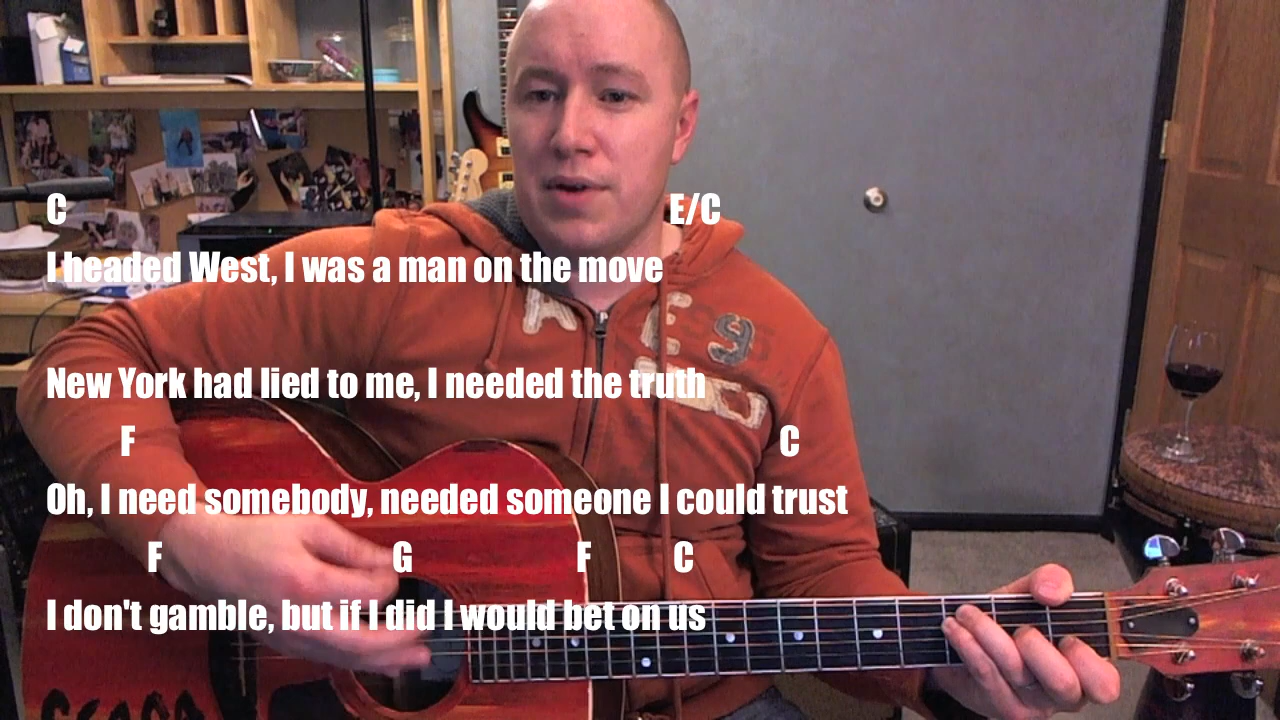 C E/C
I headed West, I was a man on the move
New York had lied to me, I needed the truth
F C
Oh, I need somebody, needed someone I could trust
F G F C
I don't gamble, but if I did I would bet on us